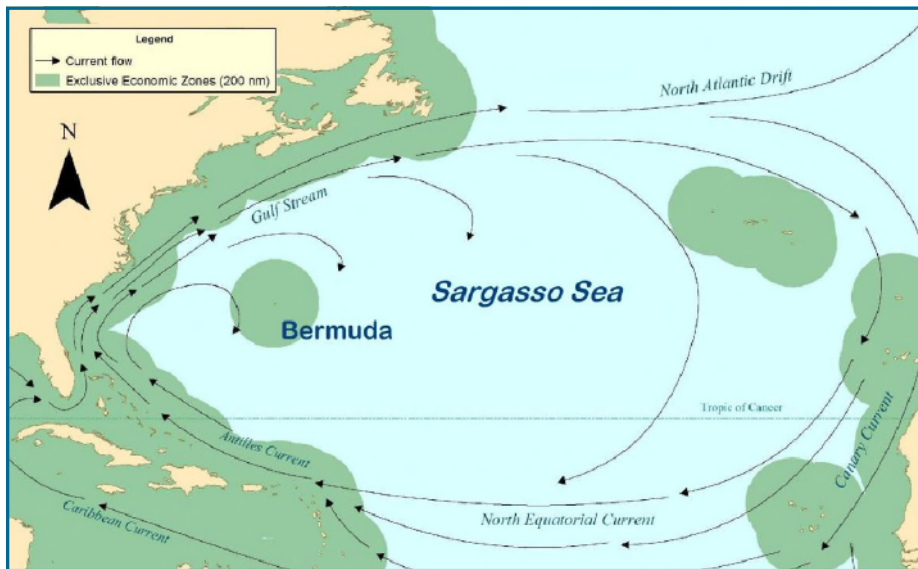 Legend
Current flow
Exclusive Economic Zones (200 nm)
N
North Atlantic Drift
Gulf Stream
Sargasso Sea
Bermuda
Tropic of Cancer
Antilles Current
Canary Current
Caribbean Current
North Equatorial Current